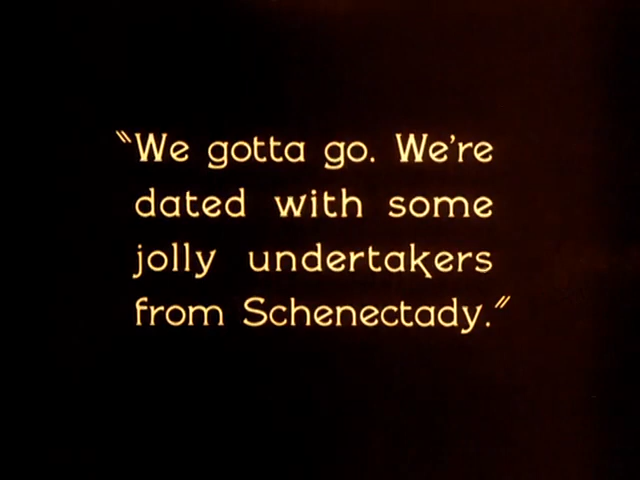 "We gotta go. We're
dated with some
jolly undertakers
from Schenectady."